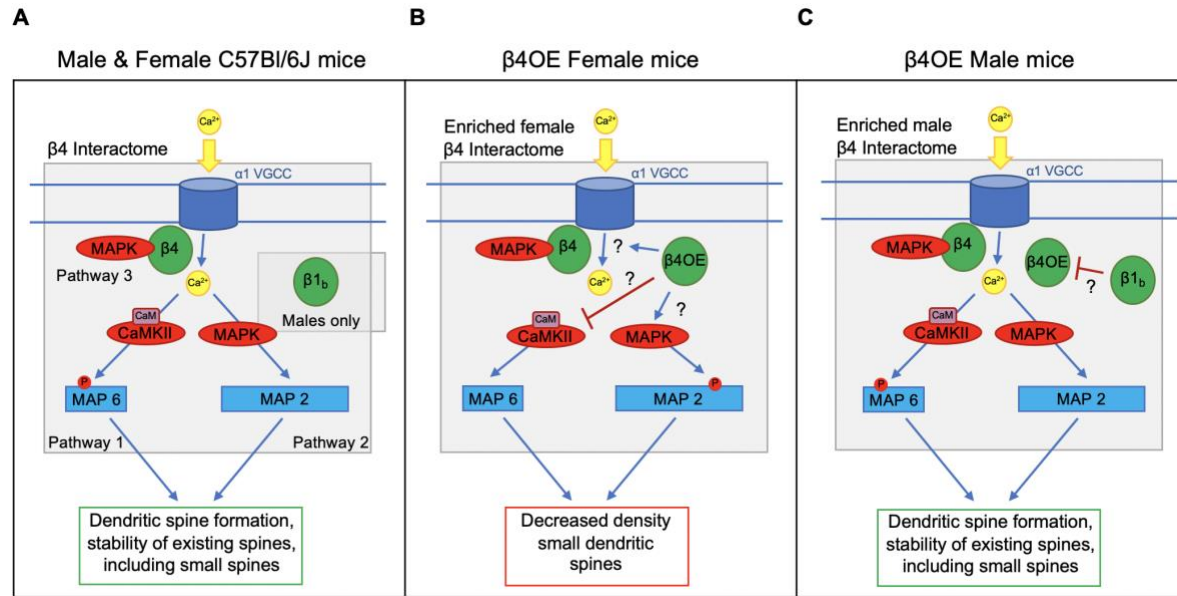 A
Male & Female C57Bl/6J mice
β4 Interactome
Ca²⁺
α1 VGCC
MAPK
β4
Pathway 3
Ca²⁺
β1b
Males only
CaM
CaMKII
MAPK
P
MAP 6
MAP 2
Pathway 1
Pathway 2
Dendritic spine formation,
stability of existing spines,
including small spines
B
β4OE Female mice
Enriched female
β4 Interactome
Ca²⁺
α1 VGCC
MAPK
β4
?
β4OE
Ca²⁺
?
?
CaM
CaMKII
MAPK
P
MAP 6
MAP 2
Decreased density
small dendritic
spines
C
β4OE Male mice
Enriched male
β4 Interactome
Ca²⁺
α1 VGCC
MAPK
β4
β4OE
β1b
?
Ca²⁺
CaM
CaMKII
MAPK
P
MAP 6
MAP 2
Dendritic spine formation,
stability of existing spines,
including small spines